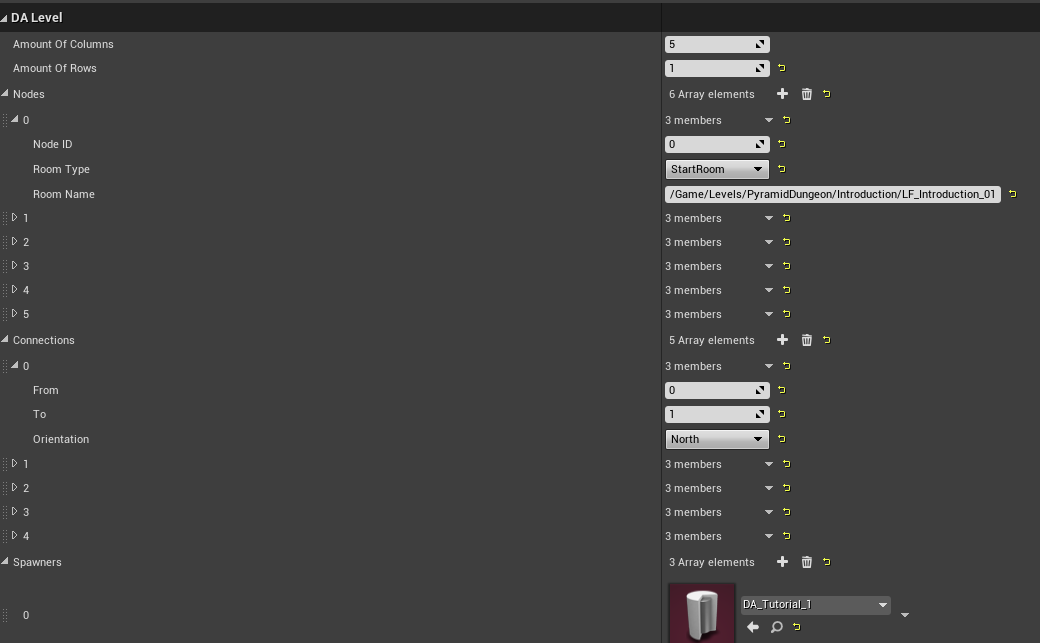 DA Level
Amount Of Columns 5
Amount Of Rows 1
Nodes 6 Array elements
0 3 members
Node ID 0
Room Type StartRoom
Room Name /Game/Levels/PyramidDungeon/Introduction/LF_Introduction_01
1 3 members
2 3 members
3 3 members
4 3 members
5 3 members
Connections 5 Array elements
0 3 members
From 0
To 1
Orientation North
1 3 members
2 3 members
3 3 members
4 3 members
Spawners 3 Array elements
0 DA_Tutorial_1